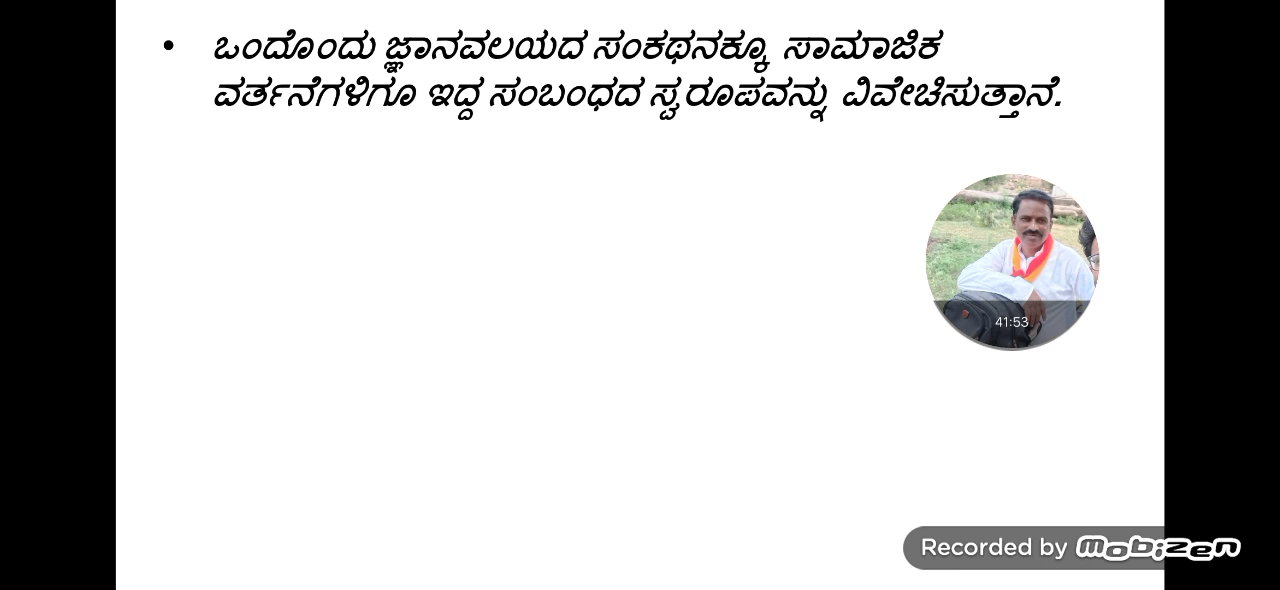 • ಒಂದೊಂದು ಜ್ಞಾನವಲಯದ ಸಂಕಥನಕ್ಕೂ ಸಾಮಾಜಿಕ
ವರ್ತನೆಗಳಿಗೂ ಇದ್ದ ಸಂಬಂಧದ ಸ್ವರೂಪವನ್ನು ವಿವೇಚಿಸುತ್ತಾನೆ.
41:53
Recorded by Mobizen